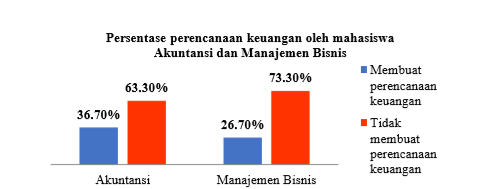 Persentase perencanaan keuangan oleh mahasiswa
Akuntansi dan Manajemen Bisnis
36.70%
63.30%
26.70%
73.30%
Akuntansi
Manajemen Bisnis
Membuat
perencanaan
keuangan
Tidak
membuat
perencanaan
keuangan